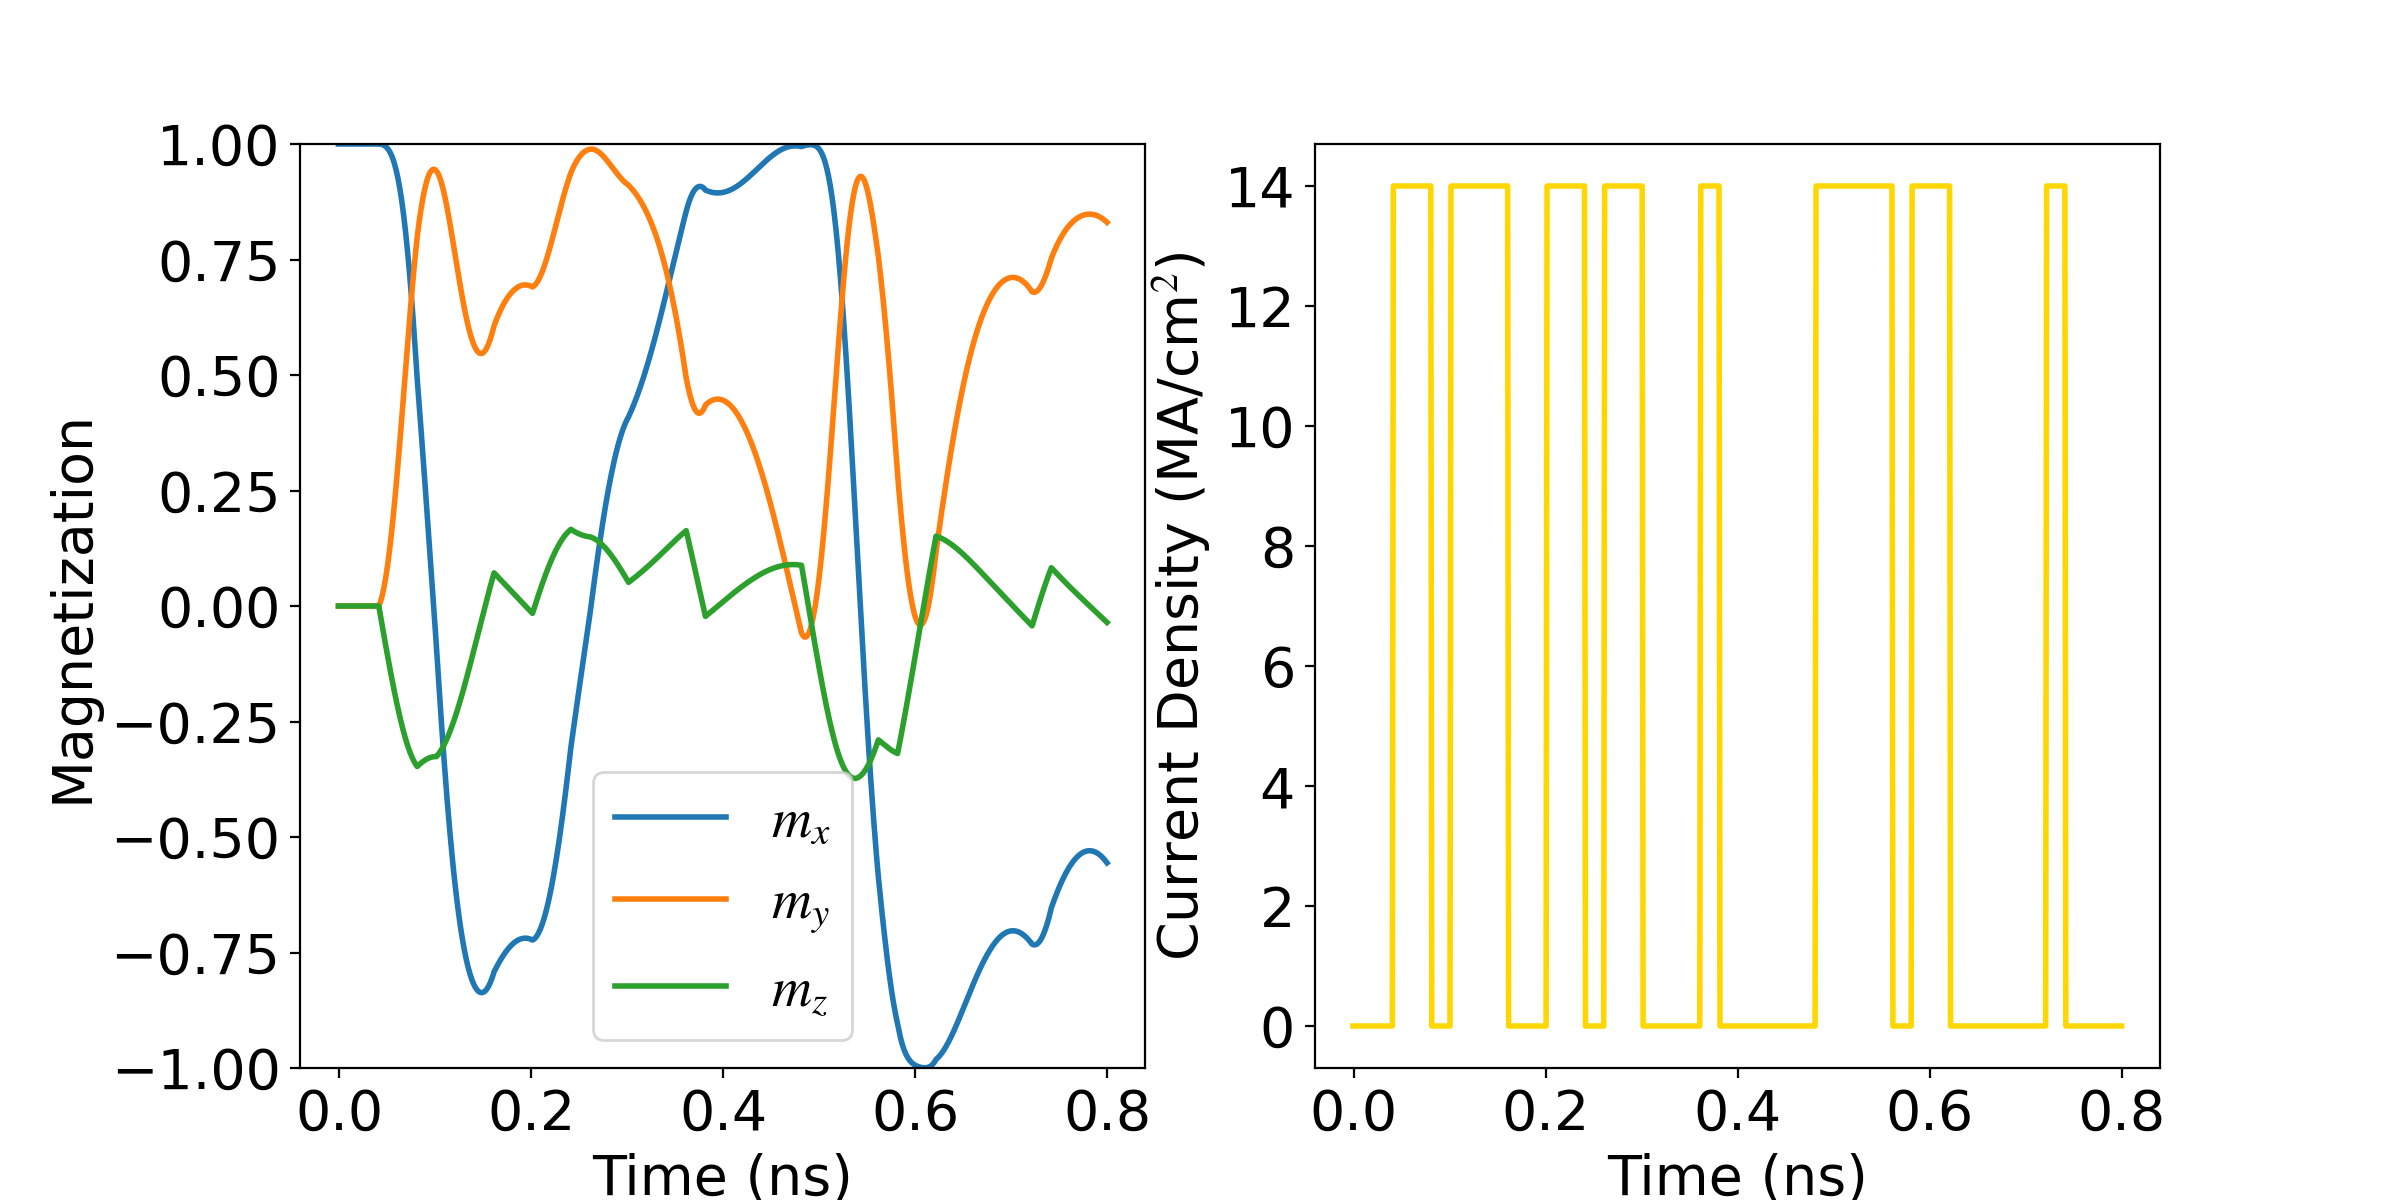 1.00
0.75
0.50
0.25
0.00
−0.25
−0.50
−0.75
−1.00
Magnetization
0.0 0.2 0.4 0.6 0.8
Time (ns)
m_x
m_y
m_z
14
12
10
8
6
4
2
0
Current Density (MA/cm²)
0.0 0.2 0.4 0.6 0.8
Time (ns)